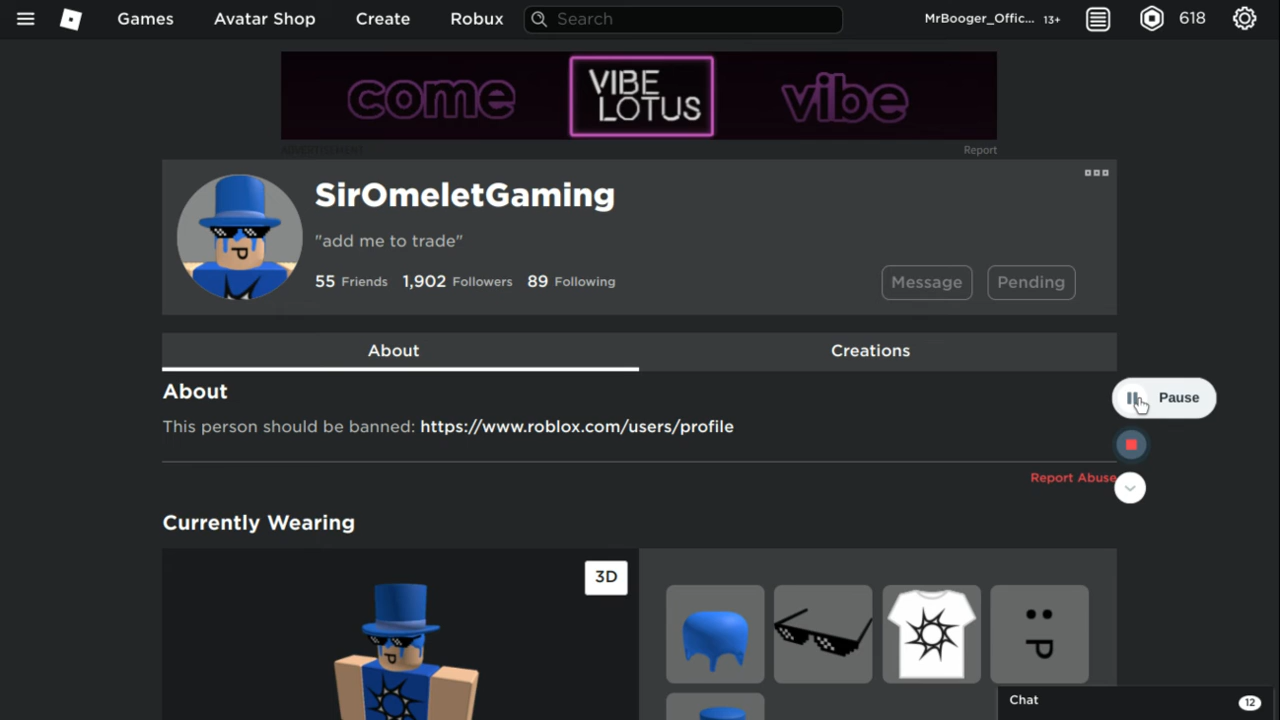 Games Avatar Shop Create Robux Search MrBooger_Offic... 13+ 618
come VIBE LOTUS vibe
ADVERTISEMENT Report
SirOmeletGaming
"add me to trade"
55 Friends 1,902 Followers 89 Following Message Pending
About Creations
About
Pause
This person should be banned: https://www.roblox.com/users/profile
Report Abuse
Currently Wearing
3D
:P
Chat 12